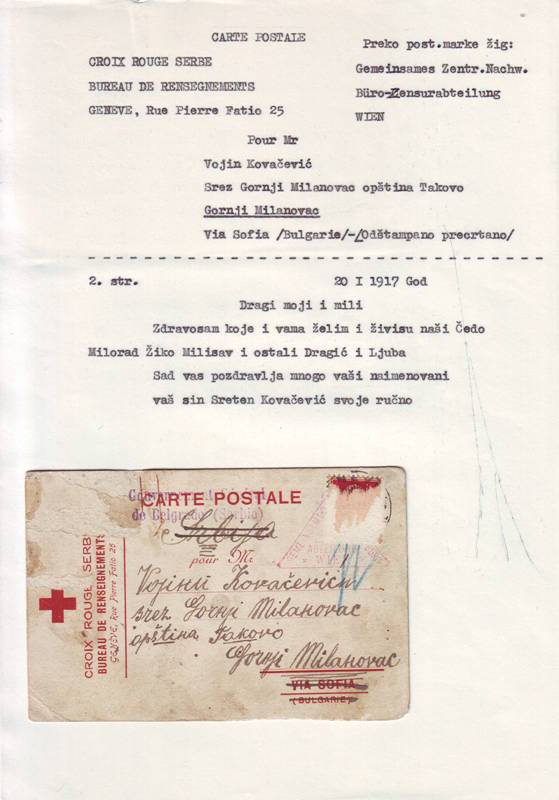 CARTE POSTALE
CROIX ROUGE SERBE
BUREAU DE RENSEGNEMENTS
GENEVE, Rue Pierre Fatio 25
Preko post.marke žig:
Gemeinsames Zentr.Nachw.
Büro-Zensurabteilung
WIEN
Pour Mr
Vojin Kovačević
Srez Gornji Milanovac opština Takovo
Gornji Milanovac
Via Sofia /Bulgarie/-/Odštampano precrtano/
2. str.
20 I 1917 God
Dragi moji i mili
Zdravosam koje i vama želim i živisu naši Čedo
Milorad Žiko Milisav i ostali Dragić i Ljuba
Sad vas pozdravlja mnogo vaši naimenovani
vaš sin Sreten Kovačević svoje ručno
CARTE POSTALE
de Belgrade (Serbie)
Srbija
pour Mr
Vojinu Kovačeviću
srez Gornji Milanovac
opština Takovo
Gornji Milanovac
VIA SOFIA
(BULGARIE)
CROIX ROUGE SERBE
BUREAU DE RENSEIGNEMENTS
GENÈVE, Rue Pierre Fatio 25
WIEN